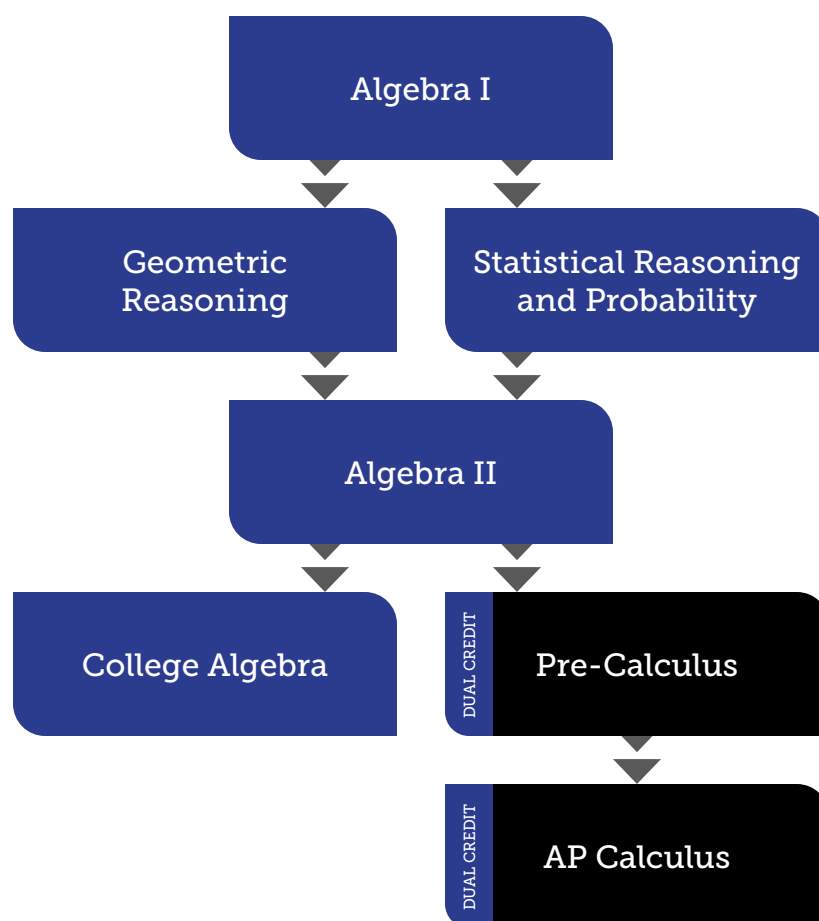 Algebra I
Geometric
Reasoning
Statistical Reasoning
and Probability
Algebra II
College Algebra
DUAL CREDIT
Pre-Calculus
DUAL CREDIT
AP Calculus